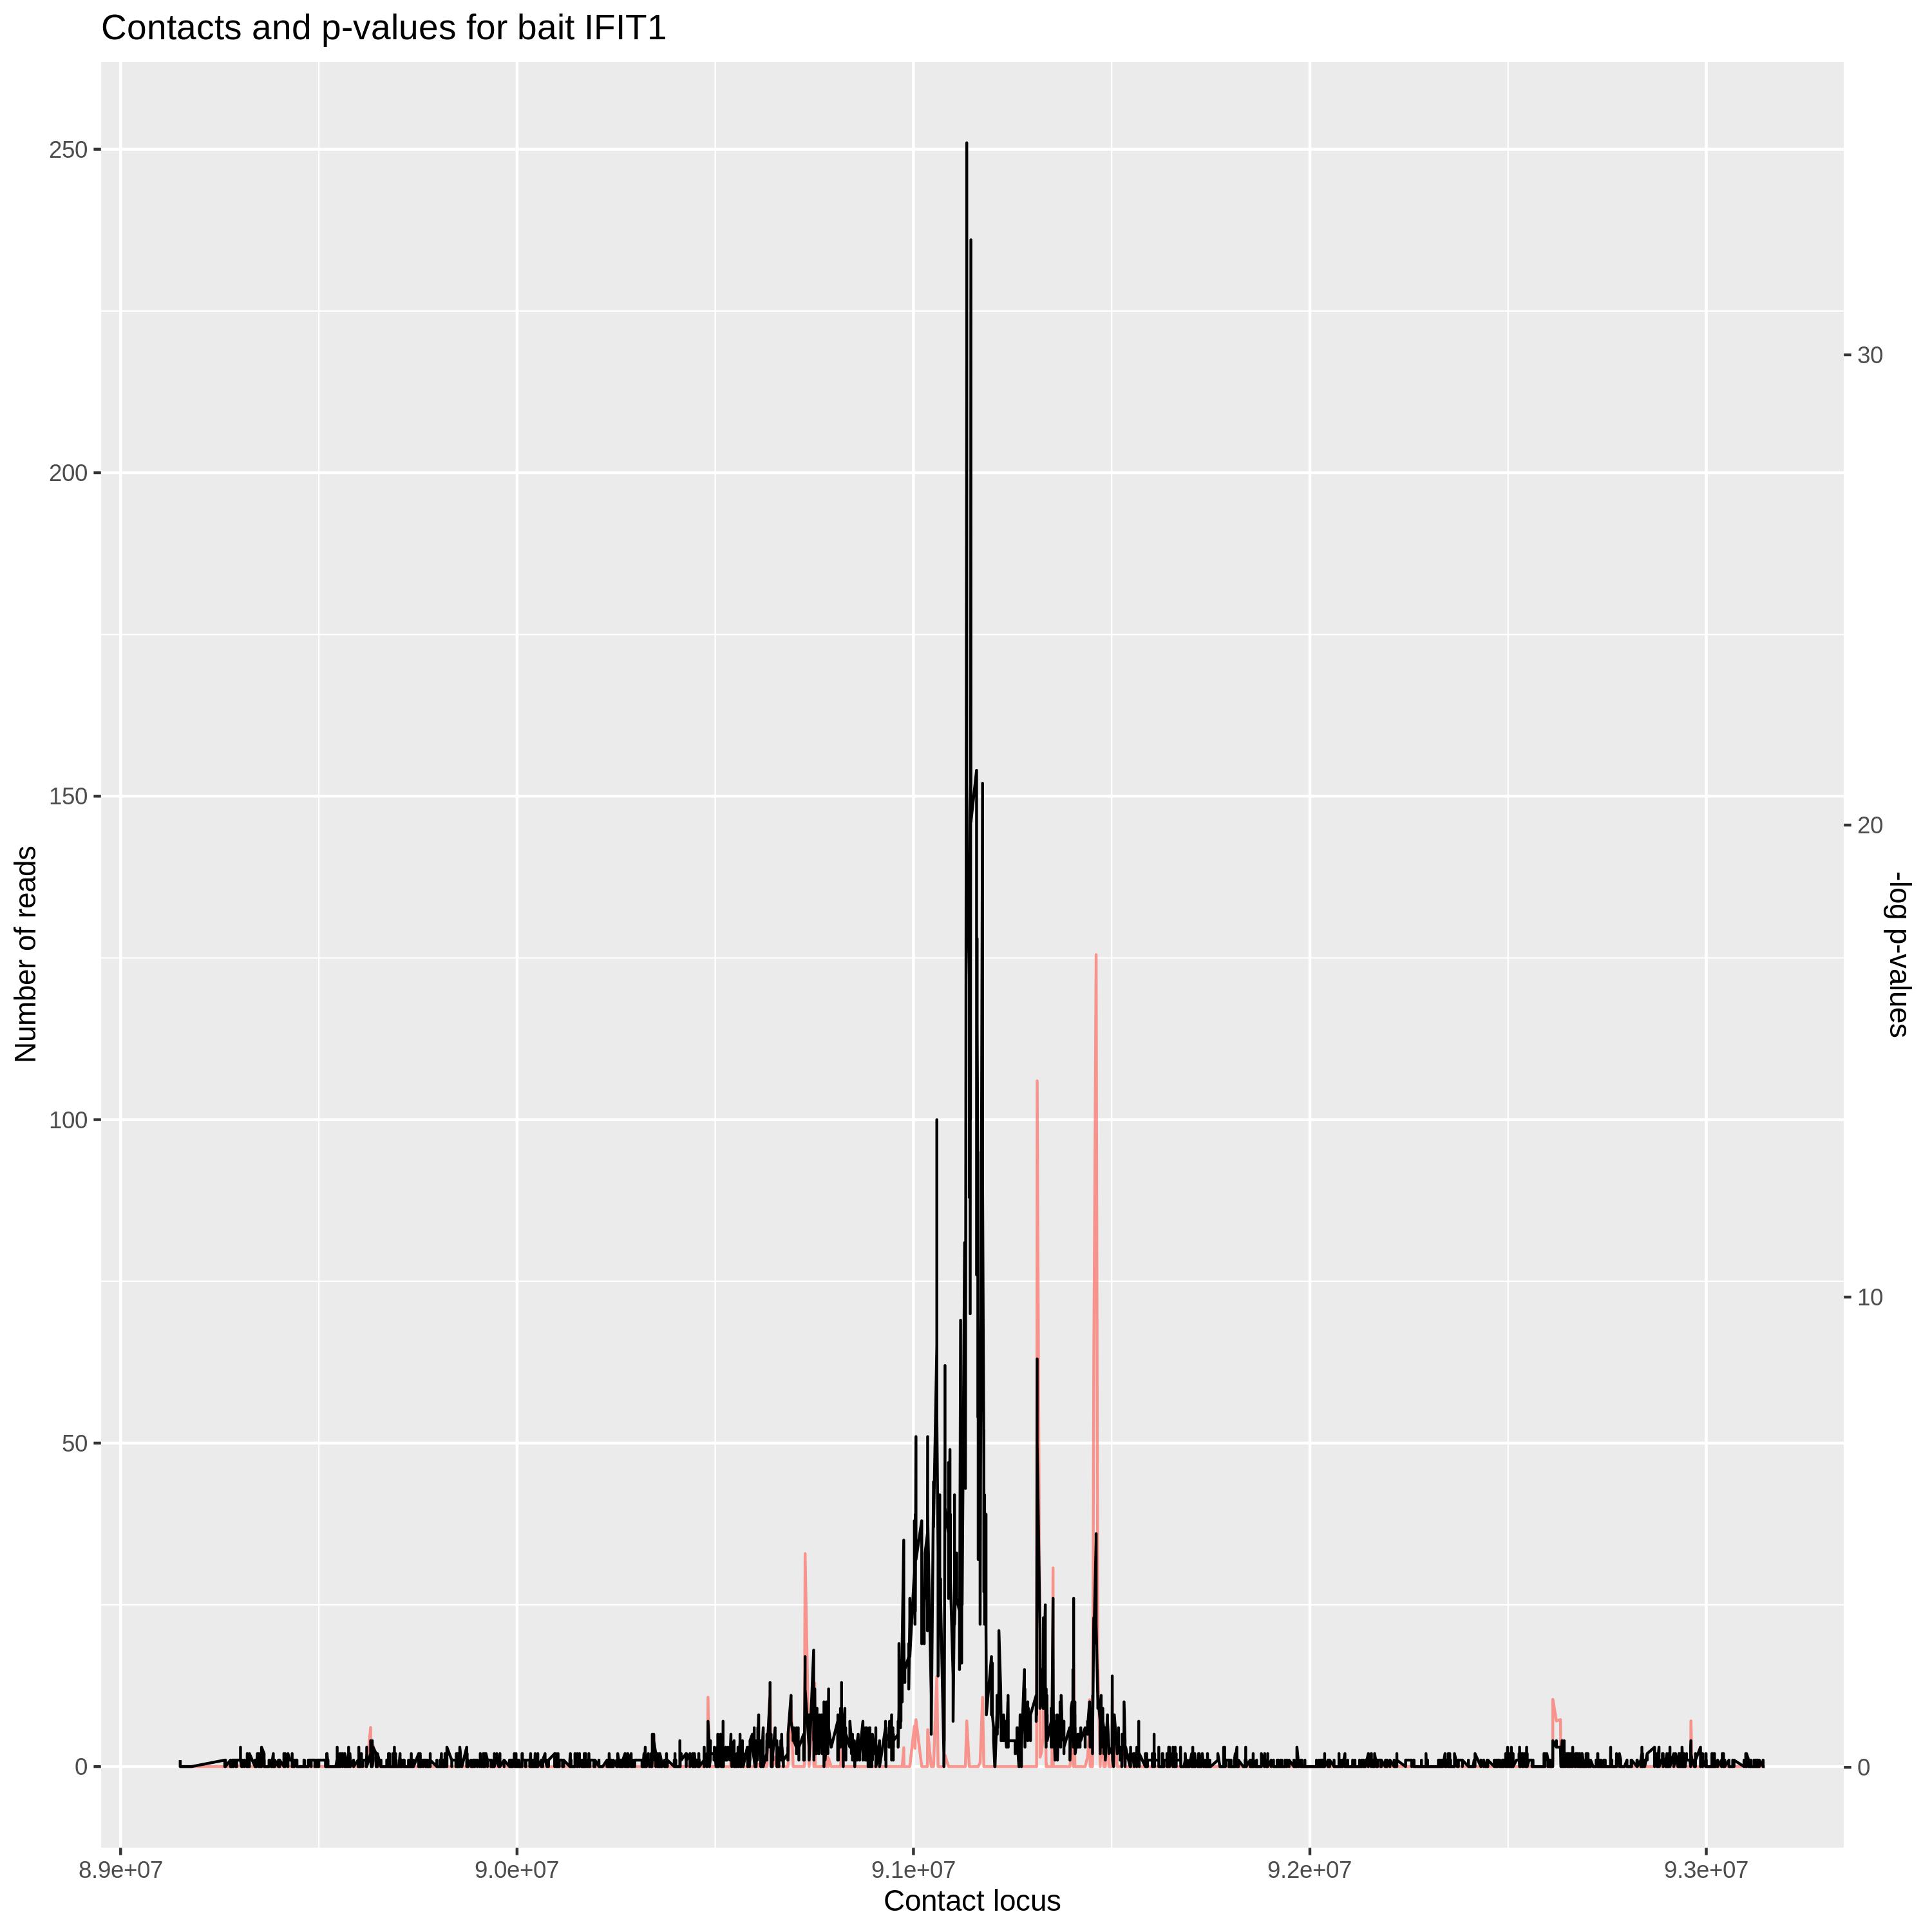 Contacts and p-values for bait IFIT1
250
200
150
100
50
0
Number of reads
30
20
10
0
-log p-values
8.9e+07 9.0e+07 9.1e+07 9.2e+07 9.3e+07
Contact locus